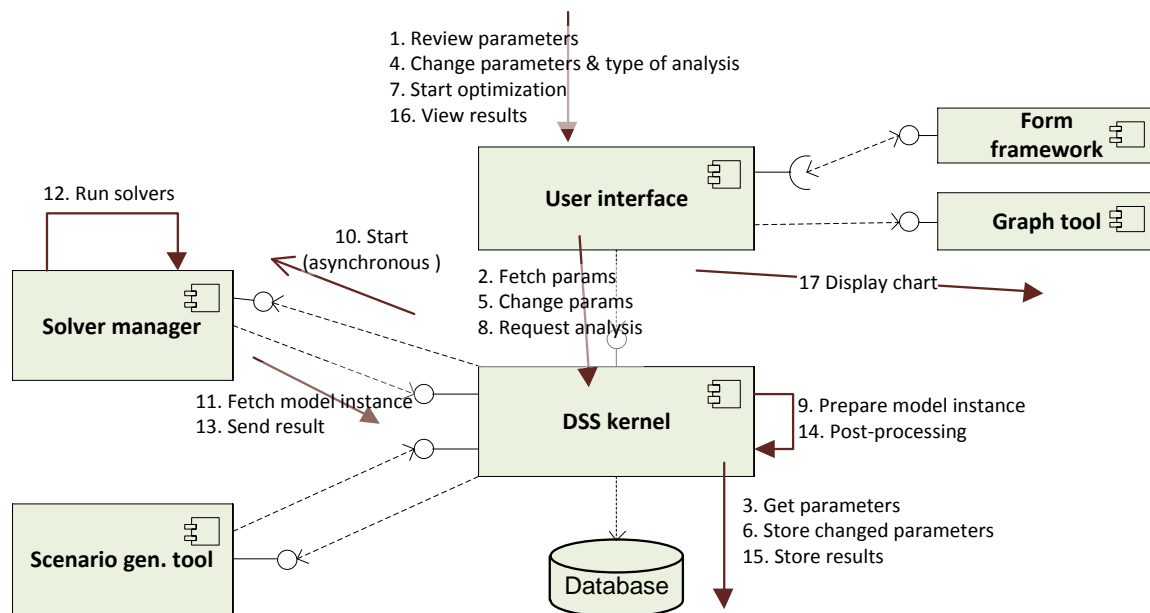 1. Review parameters
4. Change parameters & type of analysis
7. Start optimization
16. View results
Form
framework
User interface
Graph tool
12. Run solvers
10. Start
(asynchronous )
2. Fetch params
5. Change params
8. Request analysis
17 Display chart
Solver manager
11. Fetch model instance
13. Send result
DSS kernel
9. Prepare model instance
14. Post-processing
3. Get parameters
6. Store changed parameters
15. Store results
Scenario gen. tool
Database